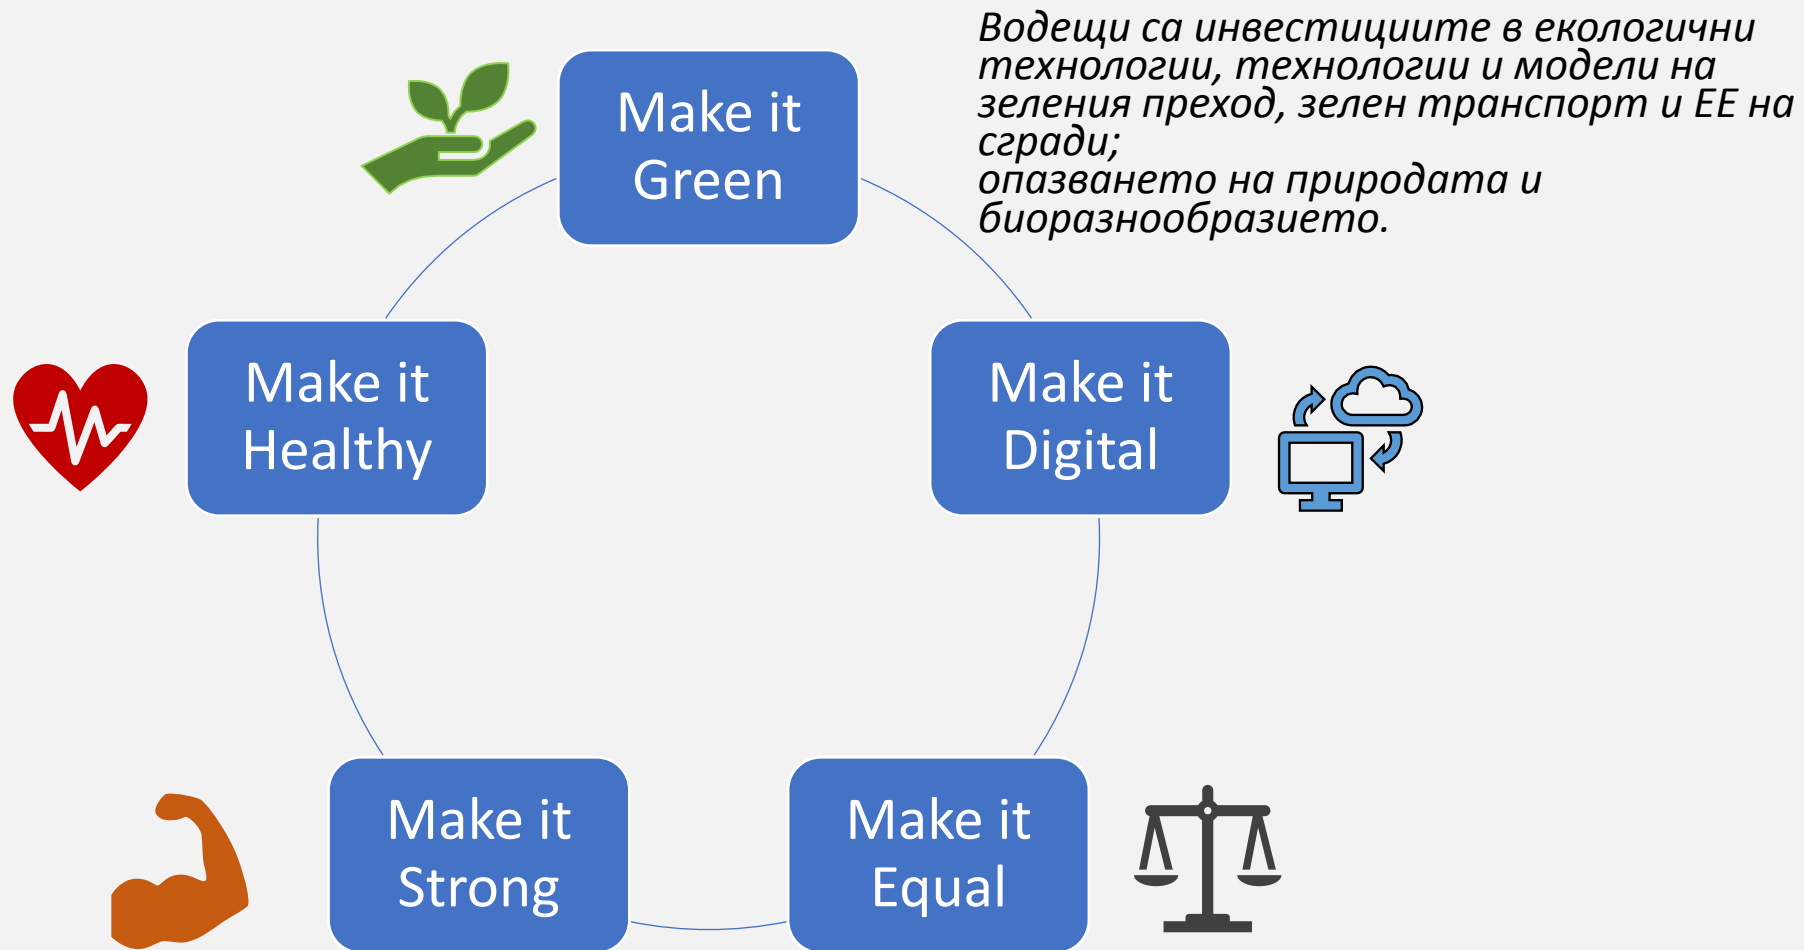 Водещи са инвестициите в екологични
технологии, технологии и модели на
зеления преход, зелен транспорт и ЕЕ на
сгради;
опазването на природата и
биоразнообразието.
Make it
Green
Make it
Healthy
Make it
Digital
Make it
Strong
Make it
Equal